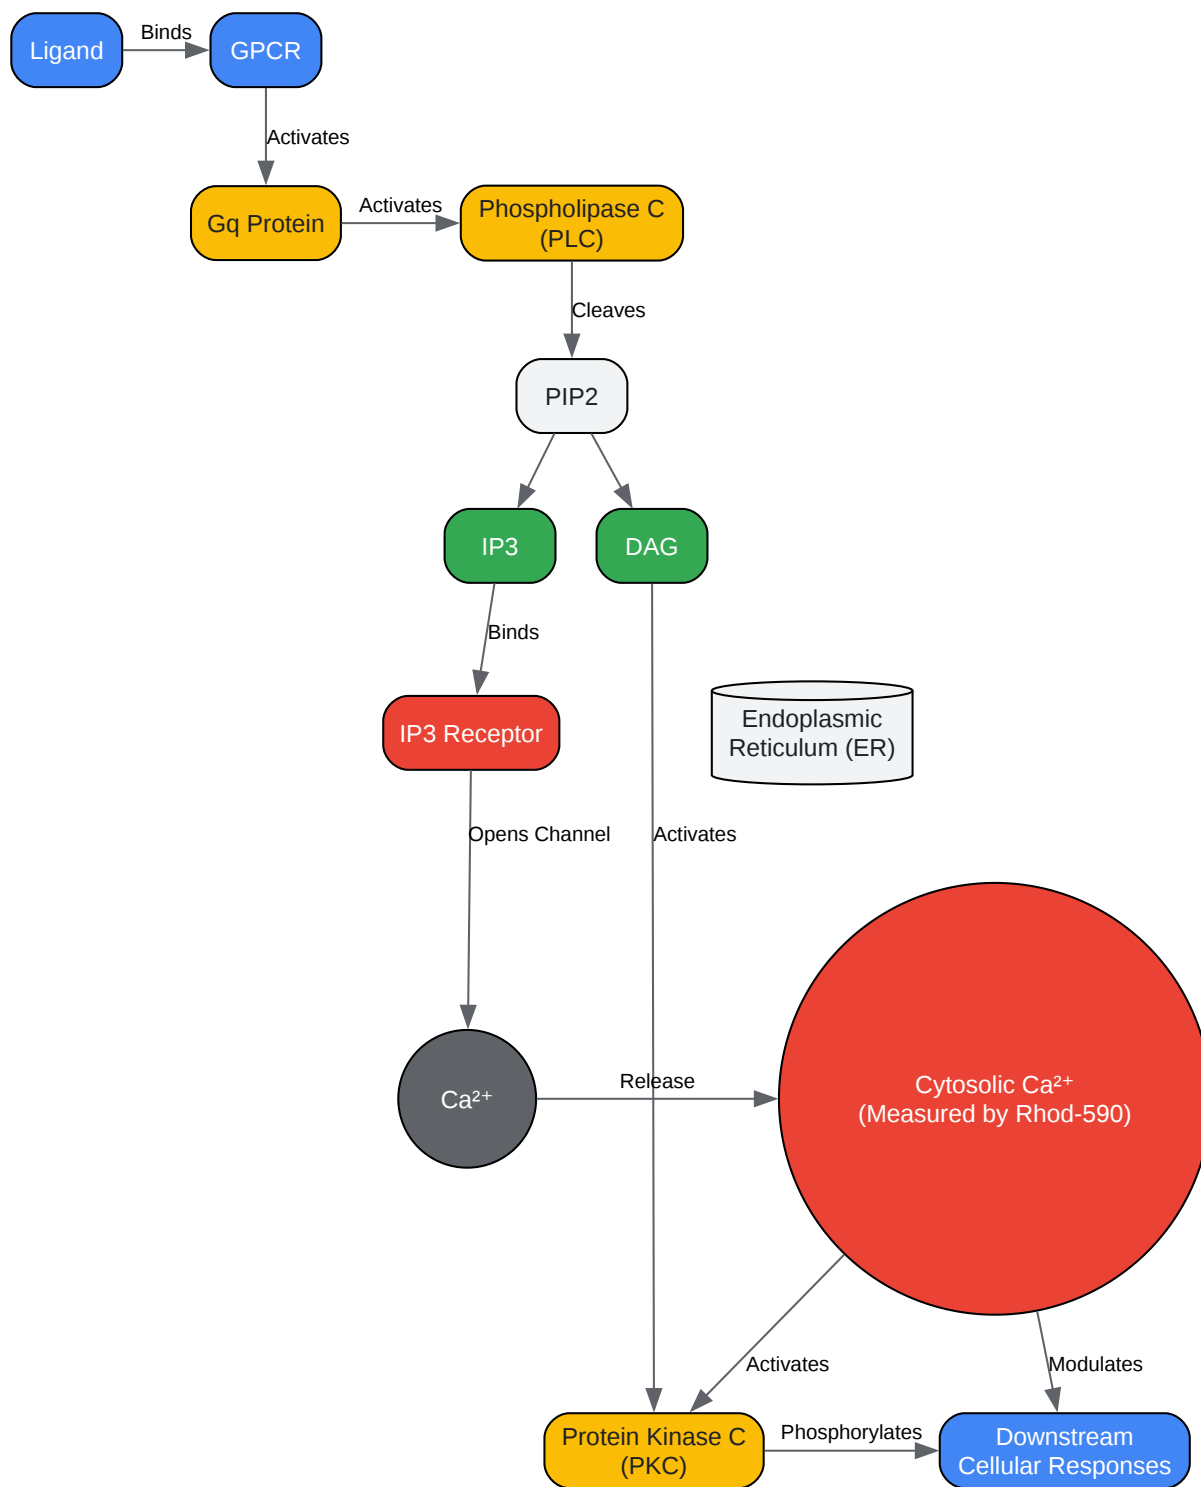 Ligand
Binds
GPCR
Activates
Gq Protein
Activates
Phospholipase C
(PLC)
Cleaves
PIP2
IP3
DAG
Binds
IP3 Receptor
Endoplasmic
Reticulum (ER)
Opens Channel
Activates
Ca²⁺
Release
Cytosolic Ca²⁺
(Measured by Rhod-590)
Activates
Modulates
Protein Kinase C
(PKC)
Phosphorylates
Downstream
Cellular Responses